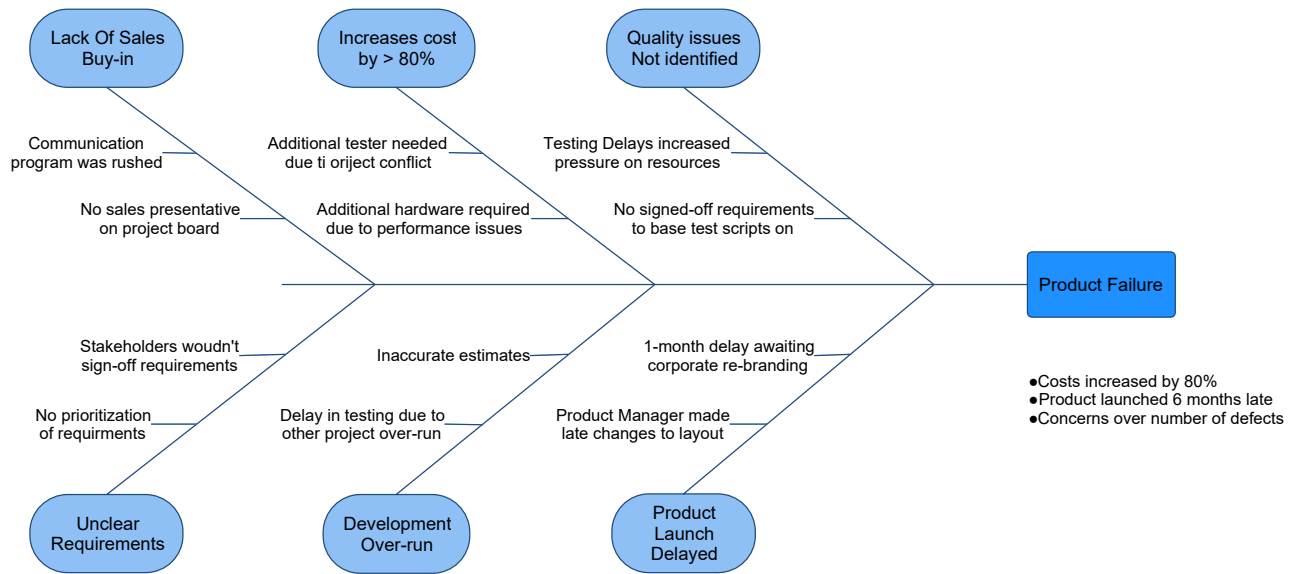 Lack Of Sales
Buy-in
Increases cost
by > 80%
Quality issues
Not identified
Communication
program was rushed
Additional tester needed
due ti oriject conflict
Testing Delays increased
pressure on resources
No sales presentative
on project board
Additional hardware required
due to performance issues
No signed-off requirements
to base test scripts on
Product Failure
Stakeholders woudn't
sign-off requirements
Inaccurate estimates
1-month delay awaiting
corporate re-branding
●Costs increased by 80%
●Product launched 6 months late
●Concerns over number of defects
No prioritization
of requirments
Delay in testing due to
other project over-run
Product Manager made
late changes to layout
Unclear
Requirements
Development
Over-run
Product
Launch
Delayed